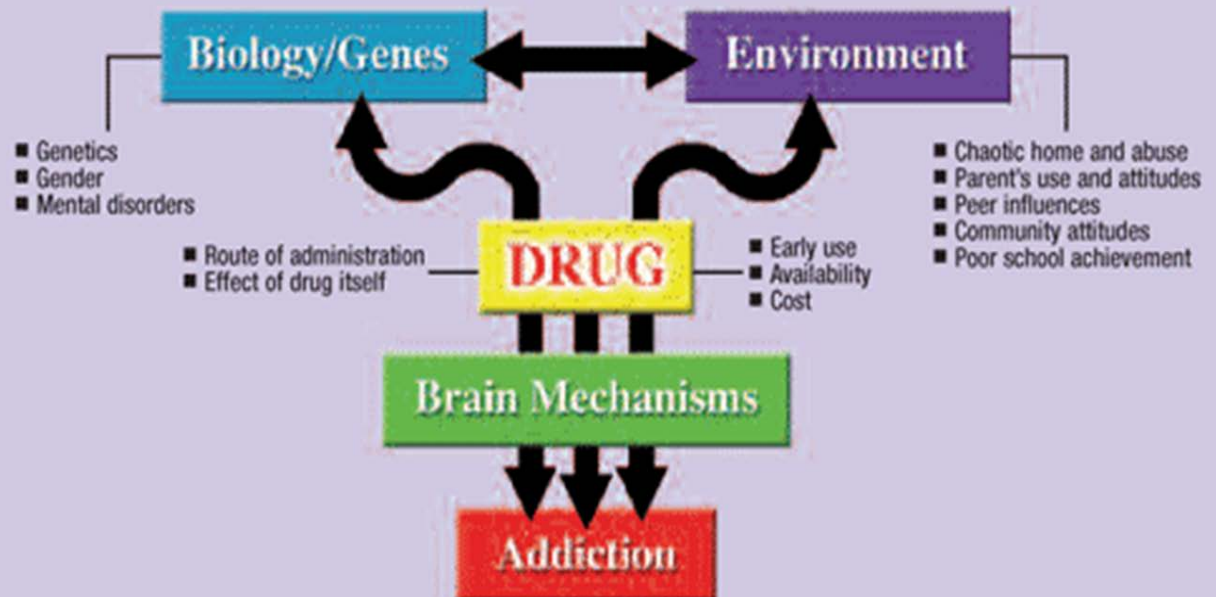 Biology/Genes
Environment
■ Genetics
■ Gender
■ Mental disorders
■ Chaotic home and abuse
■ Parent's use and attitudes
■ Peer influences
■ Community attitudes
■ Poor school achievement
■ Route of administration
■ Effect of drug itself
DRUG
■ Early use
■ Availability
■ Cost
Brain Mechanisms
Addiction